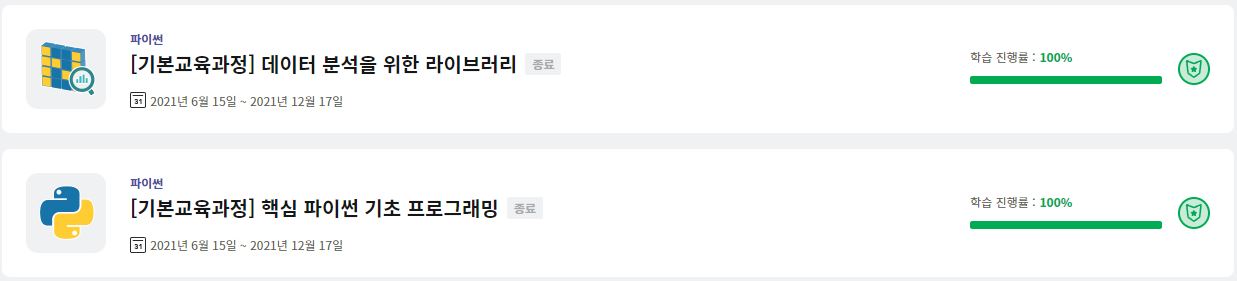 파이썬
[기본교육과정] 데이터 분석을 위한 라이브러리 종료
31 2021년 6월 15일 ~ 2021년 12월 17일
학습 진행률 : 100%
파이썬
[기본교육과정] 핵심 파이썬 기초 프로그래밍 종료
31 2021년 6월 15일 ~ 2021년 12월 17일
학습 진행률 : 100%